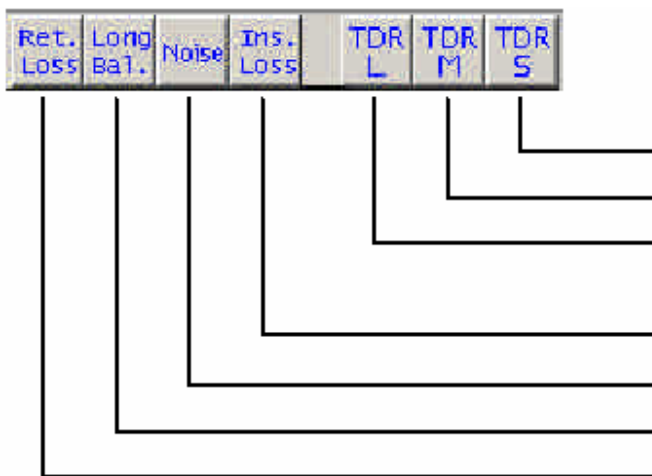 Ret. Loss
Long Bal.
Noise
Ins. Loss
TDR L
TDR M
TDR S